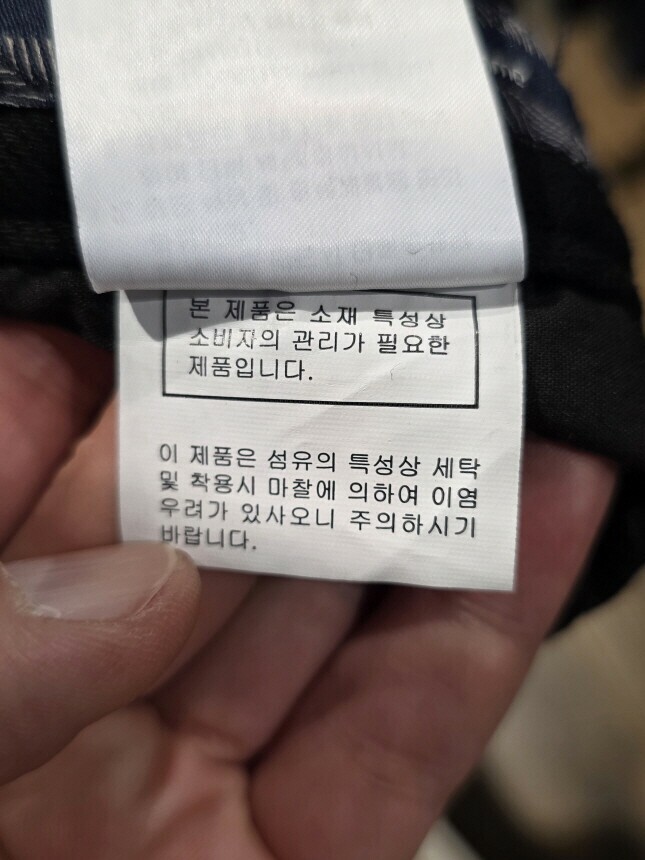 본 제품은 소재 특성상
소비자의 관리가 필요한
제품입니다.
이 제품은 섬유의 특성상 세탁
및 착용시 마찰에 의하여 이염
우려가 있사오니 주의하시기
바랍니다.